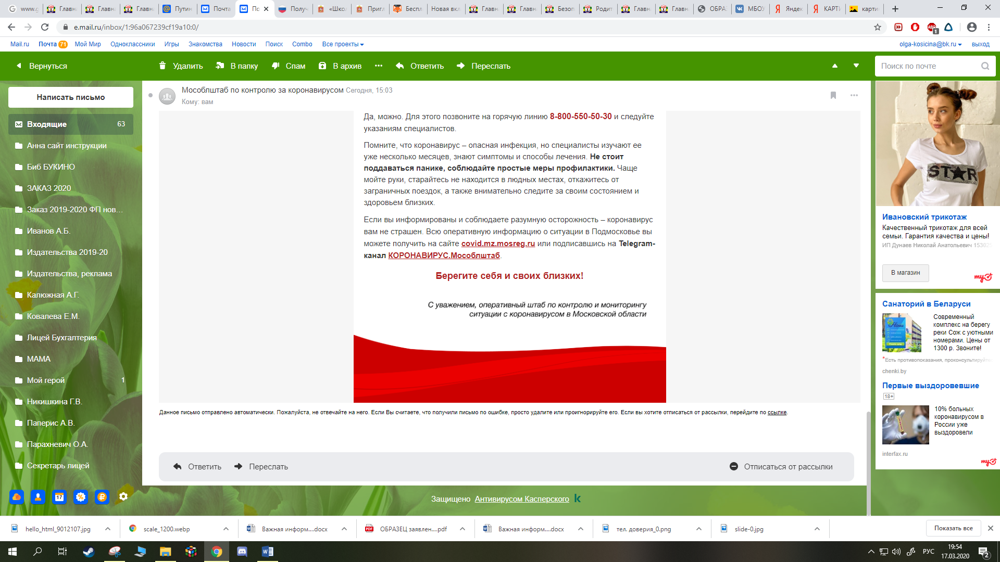 www.g
Главн
Главн
Главн
Путин
Почта
Пс
Получ
«Шко
Пригл
Беспл
Новая вкл
Главн
Главн
Безоп
Родит
Главн
Главн
ОБРАЗ
МБОУ
Яндек
КАРТИ
карти
e.mail.ru/inbox/1:96a067239cf19a10:0/
Mail.ru Почта 71 Мой Мир Одноклассники Игры Знакомства Новости Поиск Combo Все проекты
olga-kosicina@bk.ru выход
Вернуться
Удалить В папку Спам В архив Ответить Переслать
Поиск по почте
Написать письмо
Входящие 63
Анна сайт инструкции
Биб БУКИНО
ЗАКАЗ 2020
Заказ 2019-2020 ФП нов...
Иванов А.Б.
Издательства 2019-20
Издательства, реклама
Калюжная А.Г.
Ковалева Е.М.
Лицей Бухгалтерия
МАМА
Мой герой 1
Никишкина Г.В.
Паперис А.В.
Парахневич О.А.
Секретарь лицей
17
Мособлштаб по контролю за коронавирусом Сегодня, 15:03
Кому: вам
Да, можно. Для этого позвоните на горячую линию 8-800-550-50-30 и следуйте
указаниям специалистов.
Помните, что коронавирус – опасная инфекция, но специалисты изучают ее
уже несколько месяцев, знают симптомы и способы лечения. Не стоит
поддаваться панике, соблюдайте простые меры профилактики. Чаще
мойте руки, старайтесь не находится в людных местах, откажитесь от
заграничных поездок, а также внимательно следите за своим состоянием и
здоровьем близких.
Если вы информированы и соблюдаете разумную осторожность – коронавирус
вам не страшен. Всю оперативную информацию о ситуации в Подмосковье вы
можете получить на сайте covid.mz.mosreg.ru или подписавшись на Telegram-
канал КОРОНАВИРУС.Мособлштаб.
Берегите себя и своих близких!
С уважением, оперативный штаб по контролю и мониторингу
ситуации с коронавирусом в Московской области
Данное письмо отправлено автоматически. Пожалуйста, не отвечайте на него. Если Вы считаете, что получили письмо по ошибке, просто удалите или проигнорируйте его. Если вы хотите отписаться от рассылки, перейдите по ссылке.
Ответить Переслать Отписаться от рассылки
Защищено Антивирусом Касперского
STAR
Ивановский трикотаж
Качественный трикотаж для всей
семьи. Гарантия качества и цены!
ИП Дунаев Николай Анатольевич 15302
В магазин
my
Санаторий в Беларуси
Современный
комплекс на берегу
реки Сож с уютными
номерами. Цены от
1300 р. Звоните!
*Есть противопоказания, проконсультируйте
chenki.by
Первые выздоровевшие
18+
10% больных
коронавирусом в
России уже
выздоровели
interfax.ru
my
hello_html_9012107.jpg
scale_1200.webp
Важная информ....docx
ОБРАЗЕЦ заявлен....pdf
Важная информ....docx
тел. доверия_0.png
slide-0.jpg
Показать все
РУС
19:54
17.03.2020
2